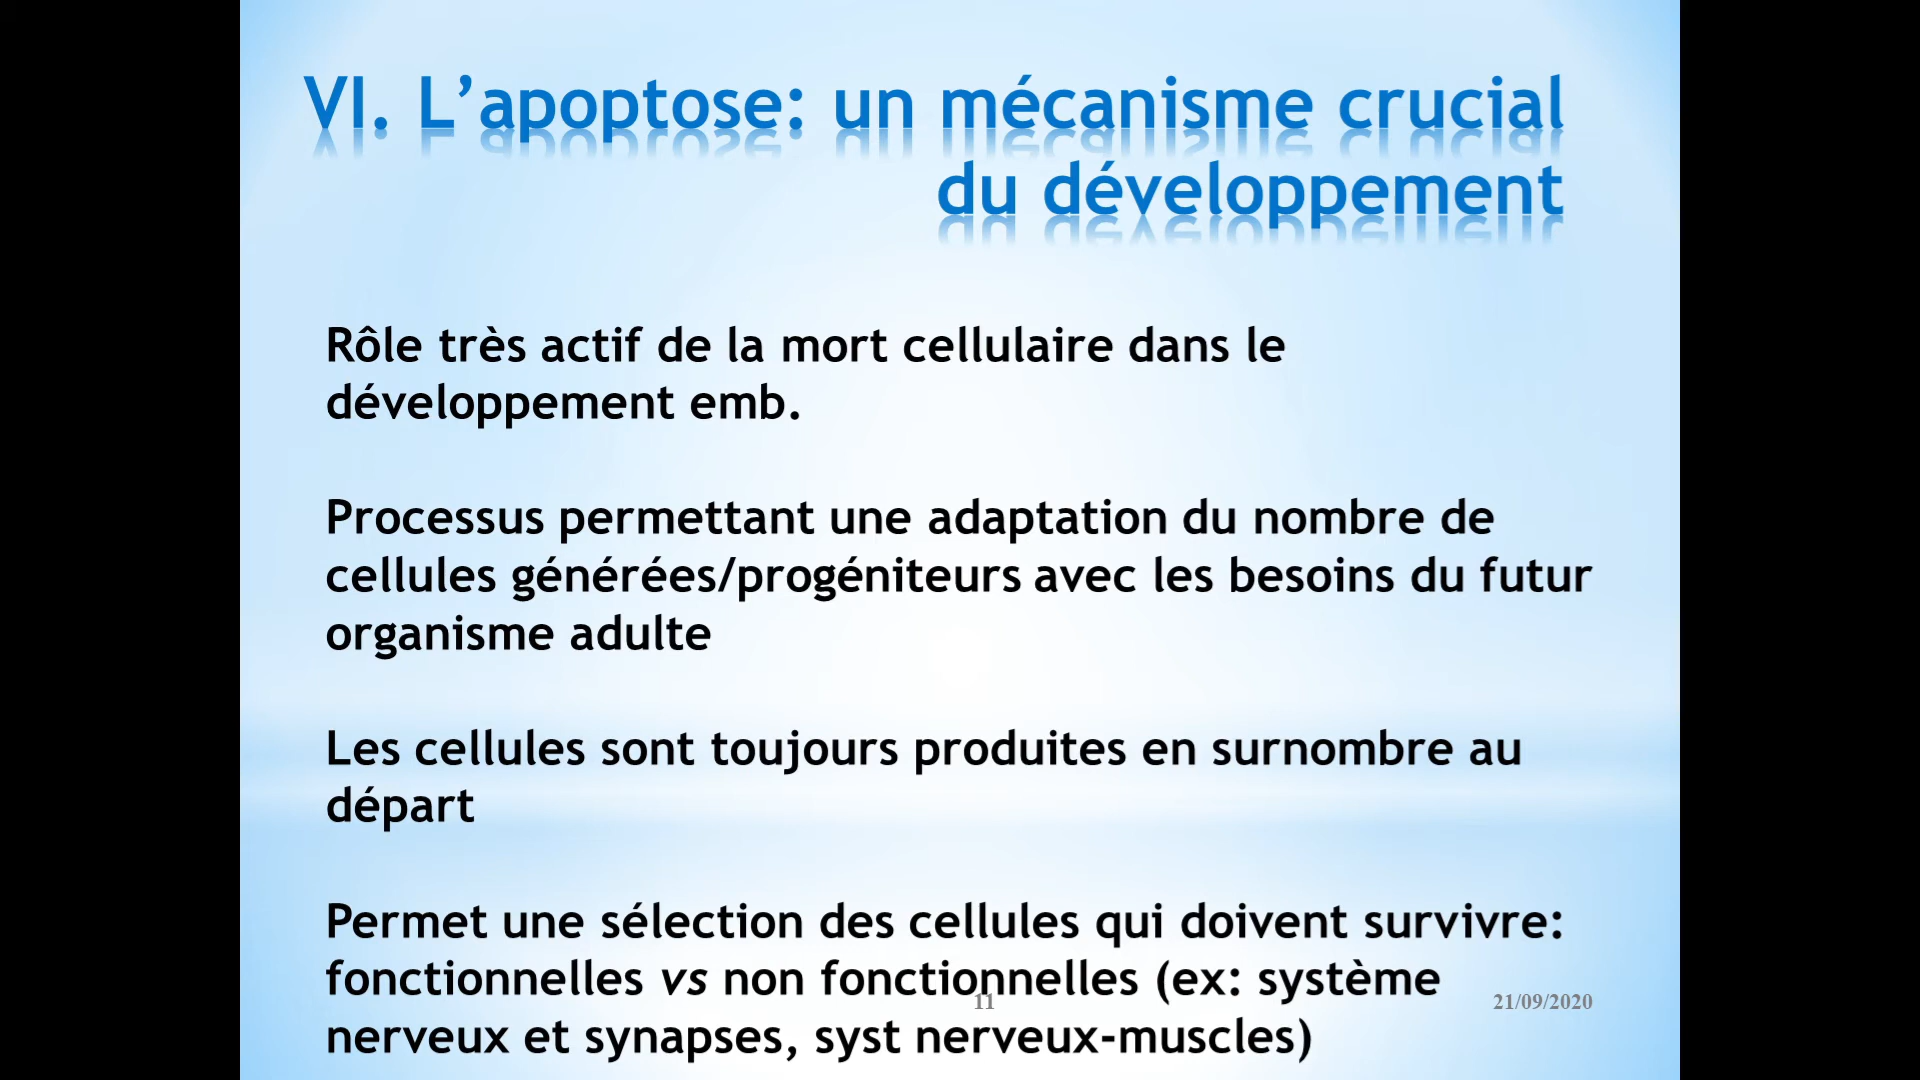 VI. L’apoptose: un mécanisme crucial
du développement
Rôle très actif de la mort cellulaire dans le
développement emb.
Processus permettant une adaptation du nombre de
cellules générées/progéniteurs avec les besoins du futur
organisme adulte
Les cellules sont toujours produites en surnombre au
départ
Permet une sélection des cellules qui doivent survivre:
fonctionnelles vs non fonctionnelles (ex: système
nerveux et synapses, syst nerveux-muscles)
11
21/09/2020